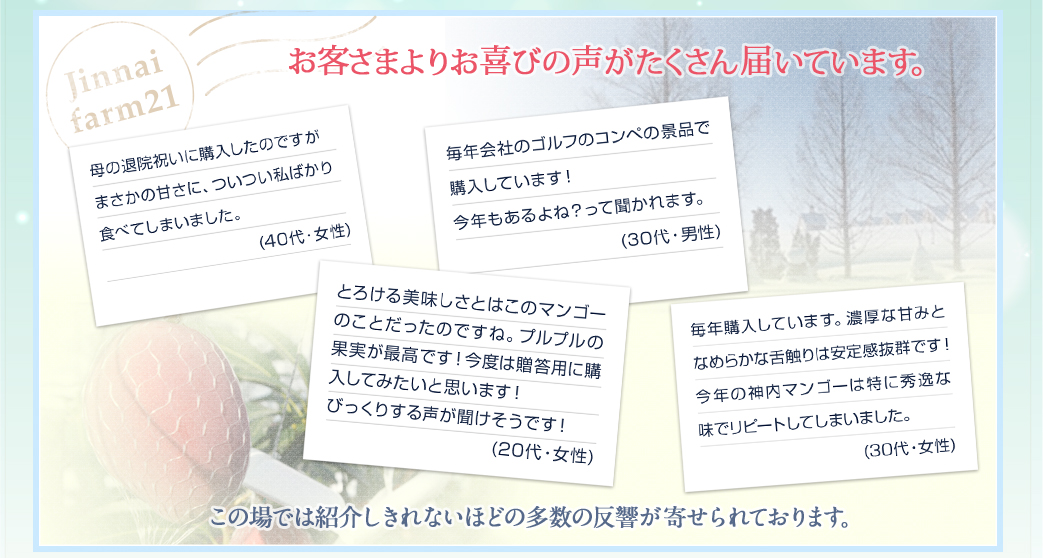 Jinnai
farm21
お客さまよりお喜びの声がたくさん届いています。
母の退院祝いに購入したのですが
まさかの甘さに、ついつい私ばかり
食べてしまいました。
(40代・女性)
毎年会社のゴルフのコンペの景品で
購入しています！
今年もあるよね？って聞かれます。
(30代・男性)
とろける美味しさとはこのマンゴー
のことだったのですね。プルプルの
果実が最高です！今度は贈答用に購
入してみたいと思います！
びっくりする声が聞けそうです！
(20代・女性)
毎年購入しています。濃厚な甘みと
なめらかな舌触りは安定感抜群です！
今年の神内マンゴーは特に秀逸な
味でリピートしてしまいました。
(30代・女性)
この場では紹介しきれないほどの多数の反響が寄せられております。